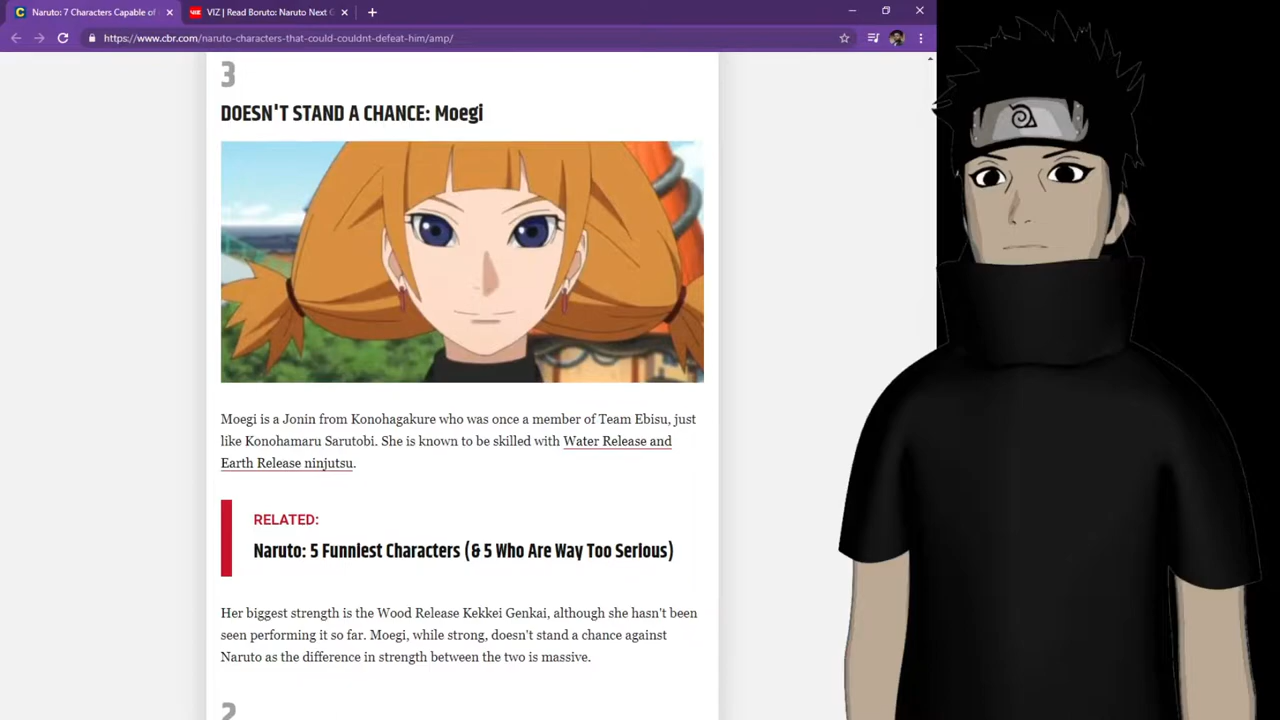 Naruto: 7 Characters Capable of
VIZ | Read Boruto: Naruto Next G
https://www.cbr.com/naruto-characters-that-could-couldnt-defeat-him/amp/
3
DOESN'T STAND A CHANCE: Moegi
Moegi is a Jonin from Konohagakure who was once a member of Team Ebisu, just
like Konohamaru Sarutobi. She is known to be skilled with Water Release and
Earth Release ninjutsu.
RELATED:
Naruto: 5 Funniest Characters (& 5 Who Are Way Too Serious)
Her biggest strength is the Wood Release Kekkei Genkai, although she hasn't been
seen performing it so far. Moegi, while strong, doesn't stand a chance against
Naruto as the difference in strength between the two is massive.
2